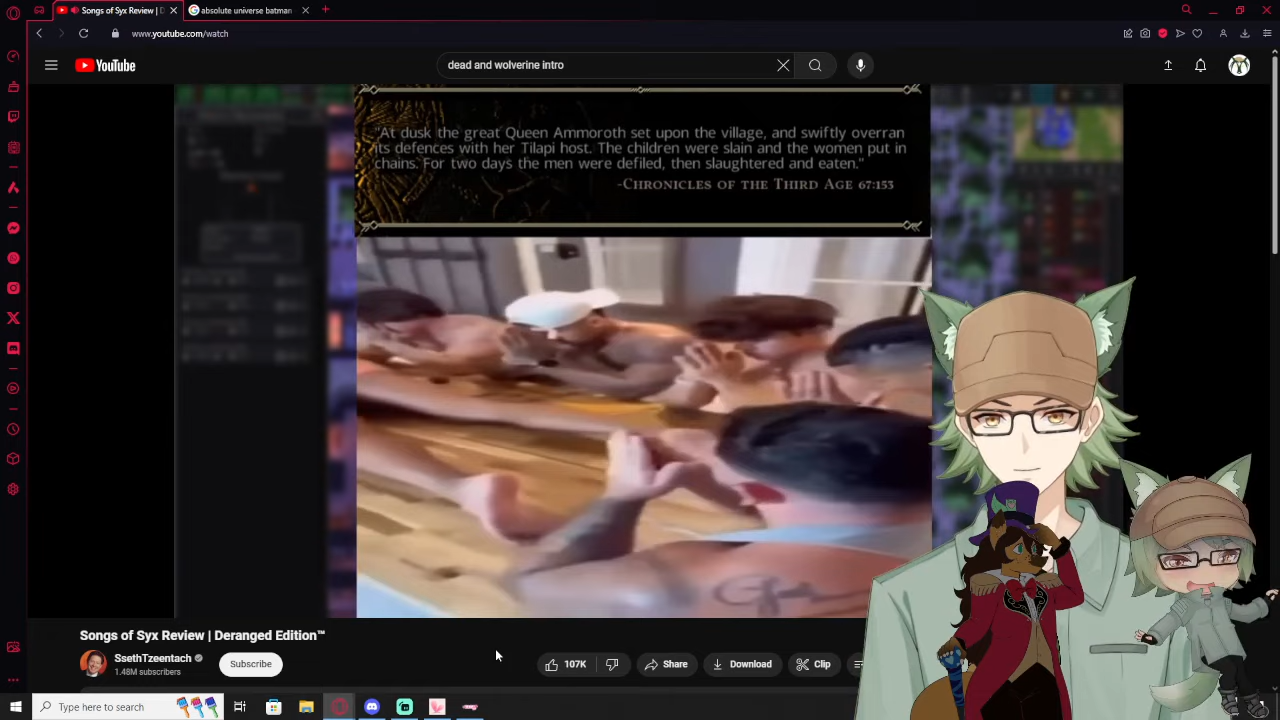 Songs of Syx Review | D
absolute universe batman
www.youtube.com/watch
YouTube
dead and wolverine intro
"At dusk the great Queen Ammoroth set upon the village, and swiftly overran
its defences with her Tilapi host. The children were slain and the women put in
chains. For two days the men were defiled, then slaughtered and eaten."
-Chronicles of the Third Age 67:153
Songs of Syx Review | Deranged Edition™
SsethTzeentach
1.48M subscribers
Subscribe
107K
Share
Download
Clip
Type here to search